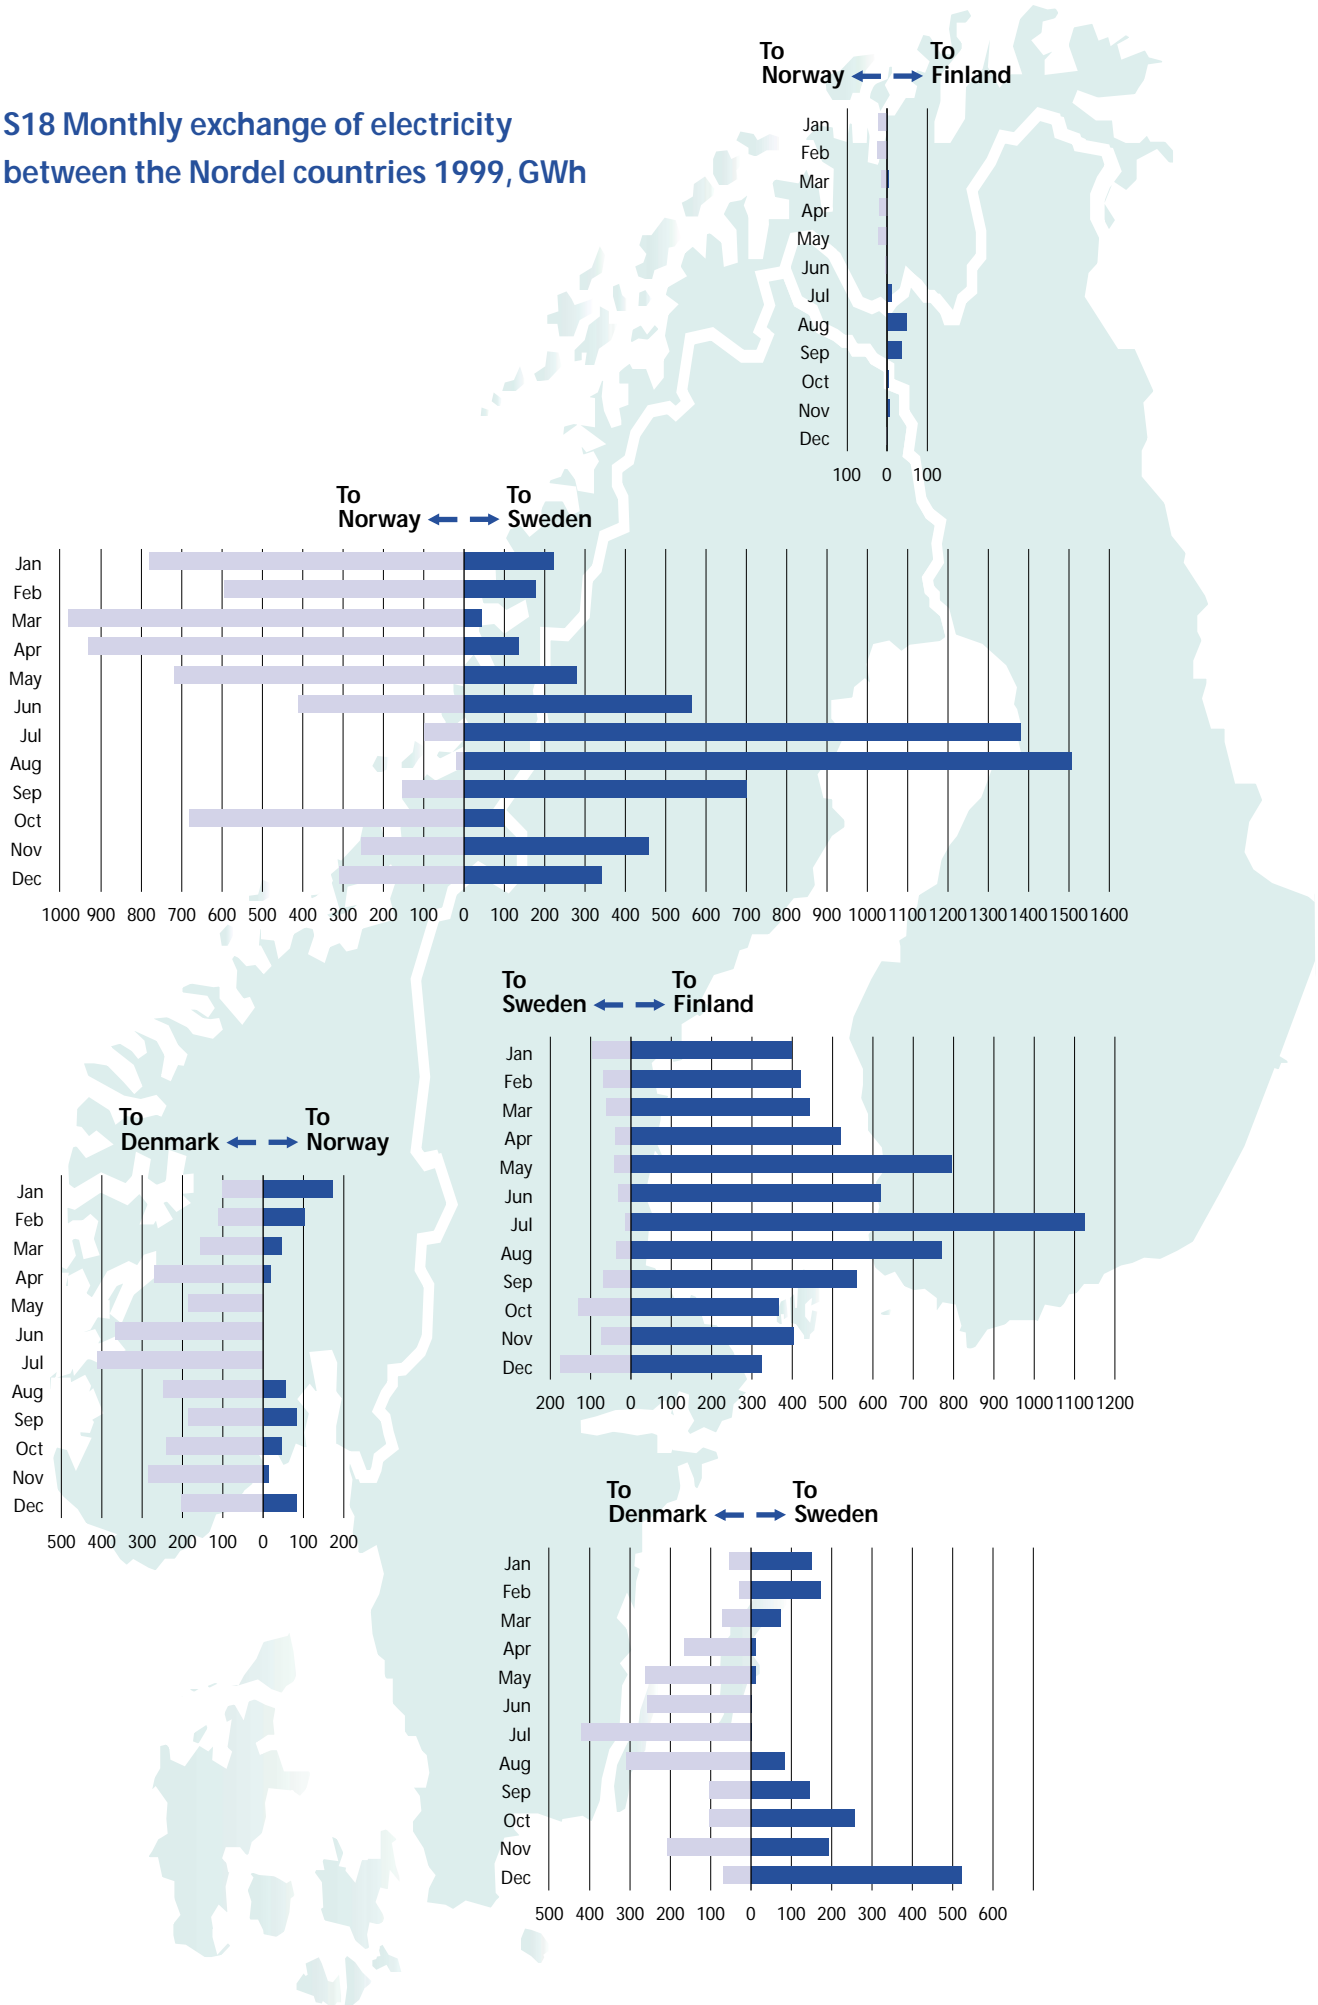 To To
Norway Finland
S18 Monthly exchange of electricity
between the Nordel countries 1999, GWh
Jan
Feb
Mar
Apr
May
Jun
Jul
Aug
Sep
Oct
Nov
Dec
100 0 100
To To
Norway Sweden
Jan
Feb
Mar
Apr
May
Jun
Jul
Aug
Sep
Oct
Nov
Dec
1000 900 800 700 600 500 400 300 200 100 0 100 200 300 400 500 600 700 800 900 1000 1100 1200 1300 1400 1500 1600
To To
Sweden Finland
Jan
Feb
Mar
Apr
May
Jun
Jul
Aug
Sep
Oct
Nov
Dec
200 100 0 100 200 300 400 500 600 700 800 900 1000 1100 1200
To To
Denmark Norway
Jan
Feb
Mar
Apr
May
Jun
Jul
Aug
Sep
Oct
Nov
Dec
500 400 300 200 100 0 100 200
To To
Denmark Sweden
Jan
Feb
Mar
Apr
May
Jun
Jul
Aug
Sep
Oct
Nov
Dec
500 400 300 200 100 0 100 200 300 400 500 600